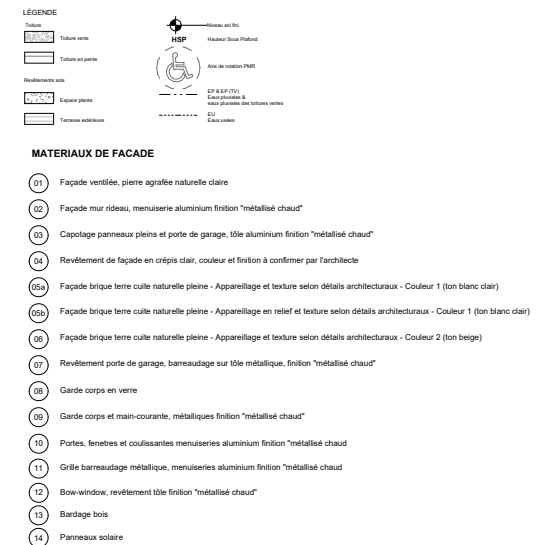 LÉGENDE
Toiture
Toiture verte
Toiture en pente
Revêtements sols
Espace plante
Terrasse extérieure
Niveau sol fini
HSP Hauteur Sous Plafond
Aire de rotation PMR
EP & EP (TV)
Eaux pluviales &
eaux pluviales des toitures vertes
EU
Eaux usées
MATERIAUX DE FACADE
01 Façade ventilée, pierre agrafée naturelle claire
02 Façade mur rideau, menuiserie aluminium finition "métallisé chaud"
03 Capotage panneaux pleins et porte de garage, tôle aluminium finition "métallisé chaud"
04 Revêtement de façade en crépis clair, couleur et finition à confirmer par l'architecte
05a Façade brique terre cuite naturelle pleine - Appareillage et texture selon détails architecturaux - Couleur 1 (ton blanc clair)
05b Façade brique terre cuite naturelle pleine - Appareillage en relief et texture selon détails architecturaux - Couleur 1 (ton blanc clair)
06 Façade brique terre cuite naturelle pleine - Appareillage et texture selon détails architecturaux - Couleur 2 (ton beige)
07 Revêtement porte de garage, barreaudage sur tôle métallique, finition "métallisé chaud"
08 Garde corps en verre
09 Garde corps et main-courante, métalliques finition "métallisé chaud"
10 Portes, fenetres et coulissantes menuiseries aluminium finition "métallisé chaud
11 Grille barreaudage métallique, menuiseries aluminium finition "métallisé chaud
12 Bow-window, revêtement tôle finition "métallisé chaud"
13 Bardage bois
14 Panneaux solaire